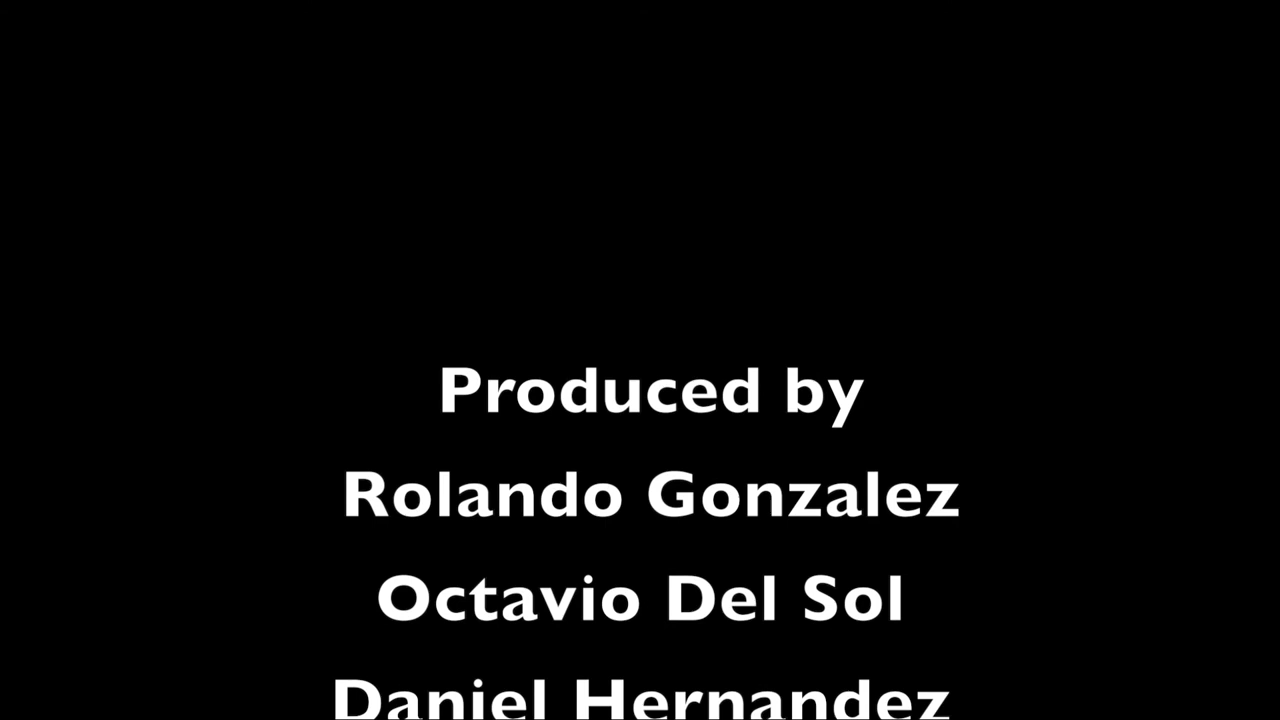 Produced by
Rolando Gonzalez
Octavio Del Sol
Daniel Hernandez